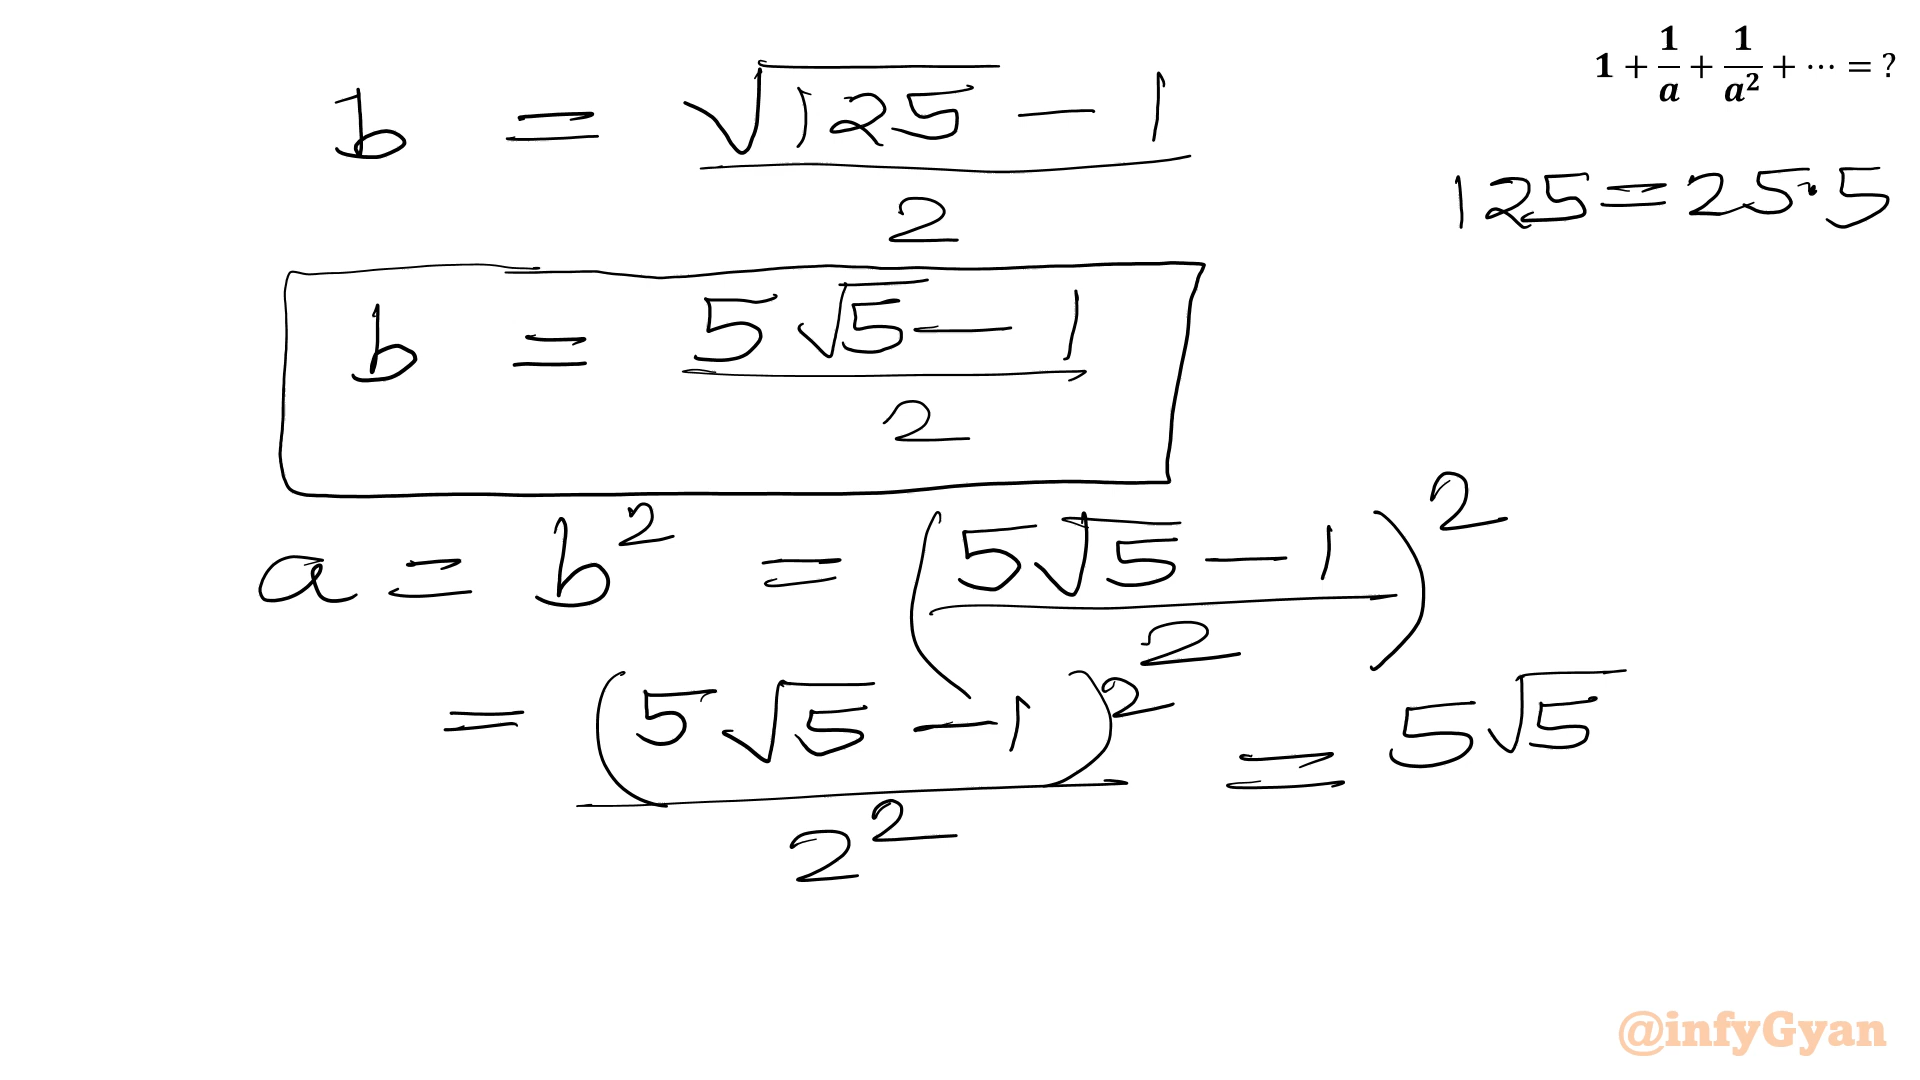 1 + 1/a + 1/a² + ⋯ = ?
b = (√125 − 1)/2
125 = 25·5
b = (5√5 − 1)/2
a = b² = ((5√5 − 1)/2)²
= (5√5 − 1)²/2² = 5√5
@infyGyan